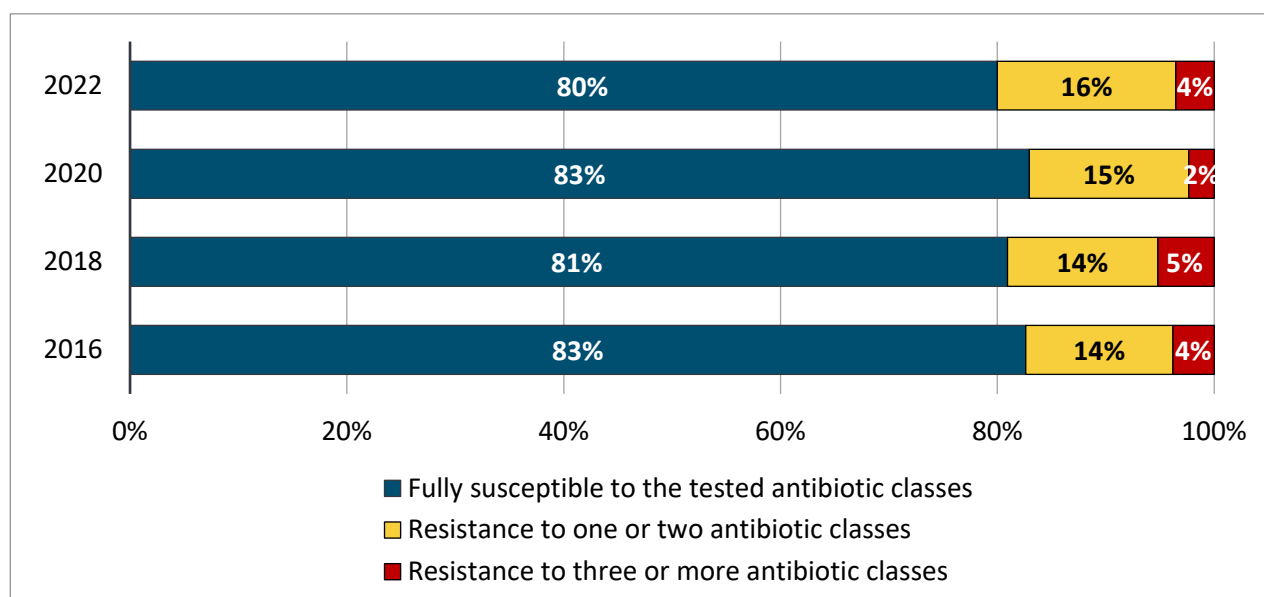 2022 80% 16% 4%
2020 83% 15% 2%
2018 81% 14% 5%
2016 83% 14% 4%
0% 20% 40% 60% 80% 100%
Fully susceptible to the tested antibiotic classes
Resistance to one or two antibiotic classes
Resistance to three or more antibiotic classes